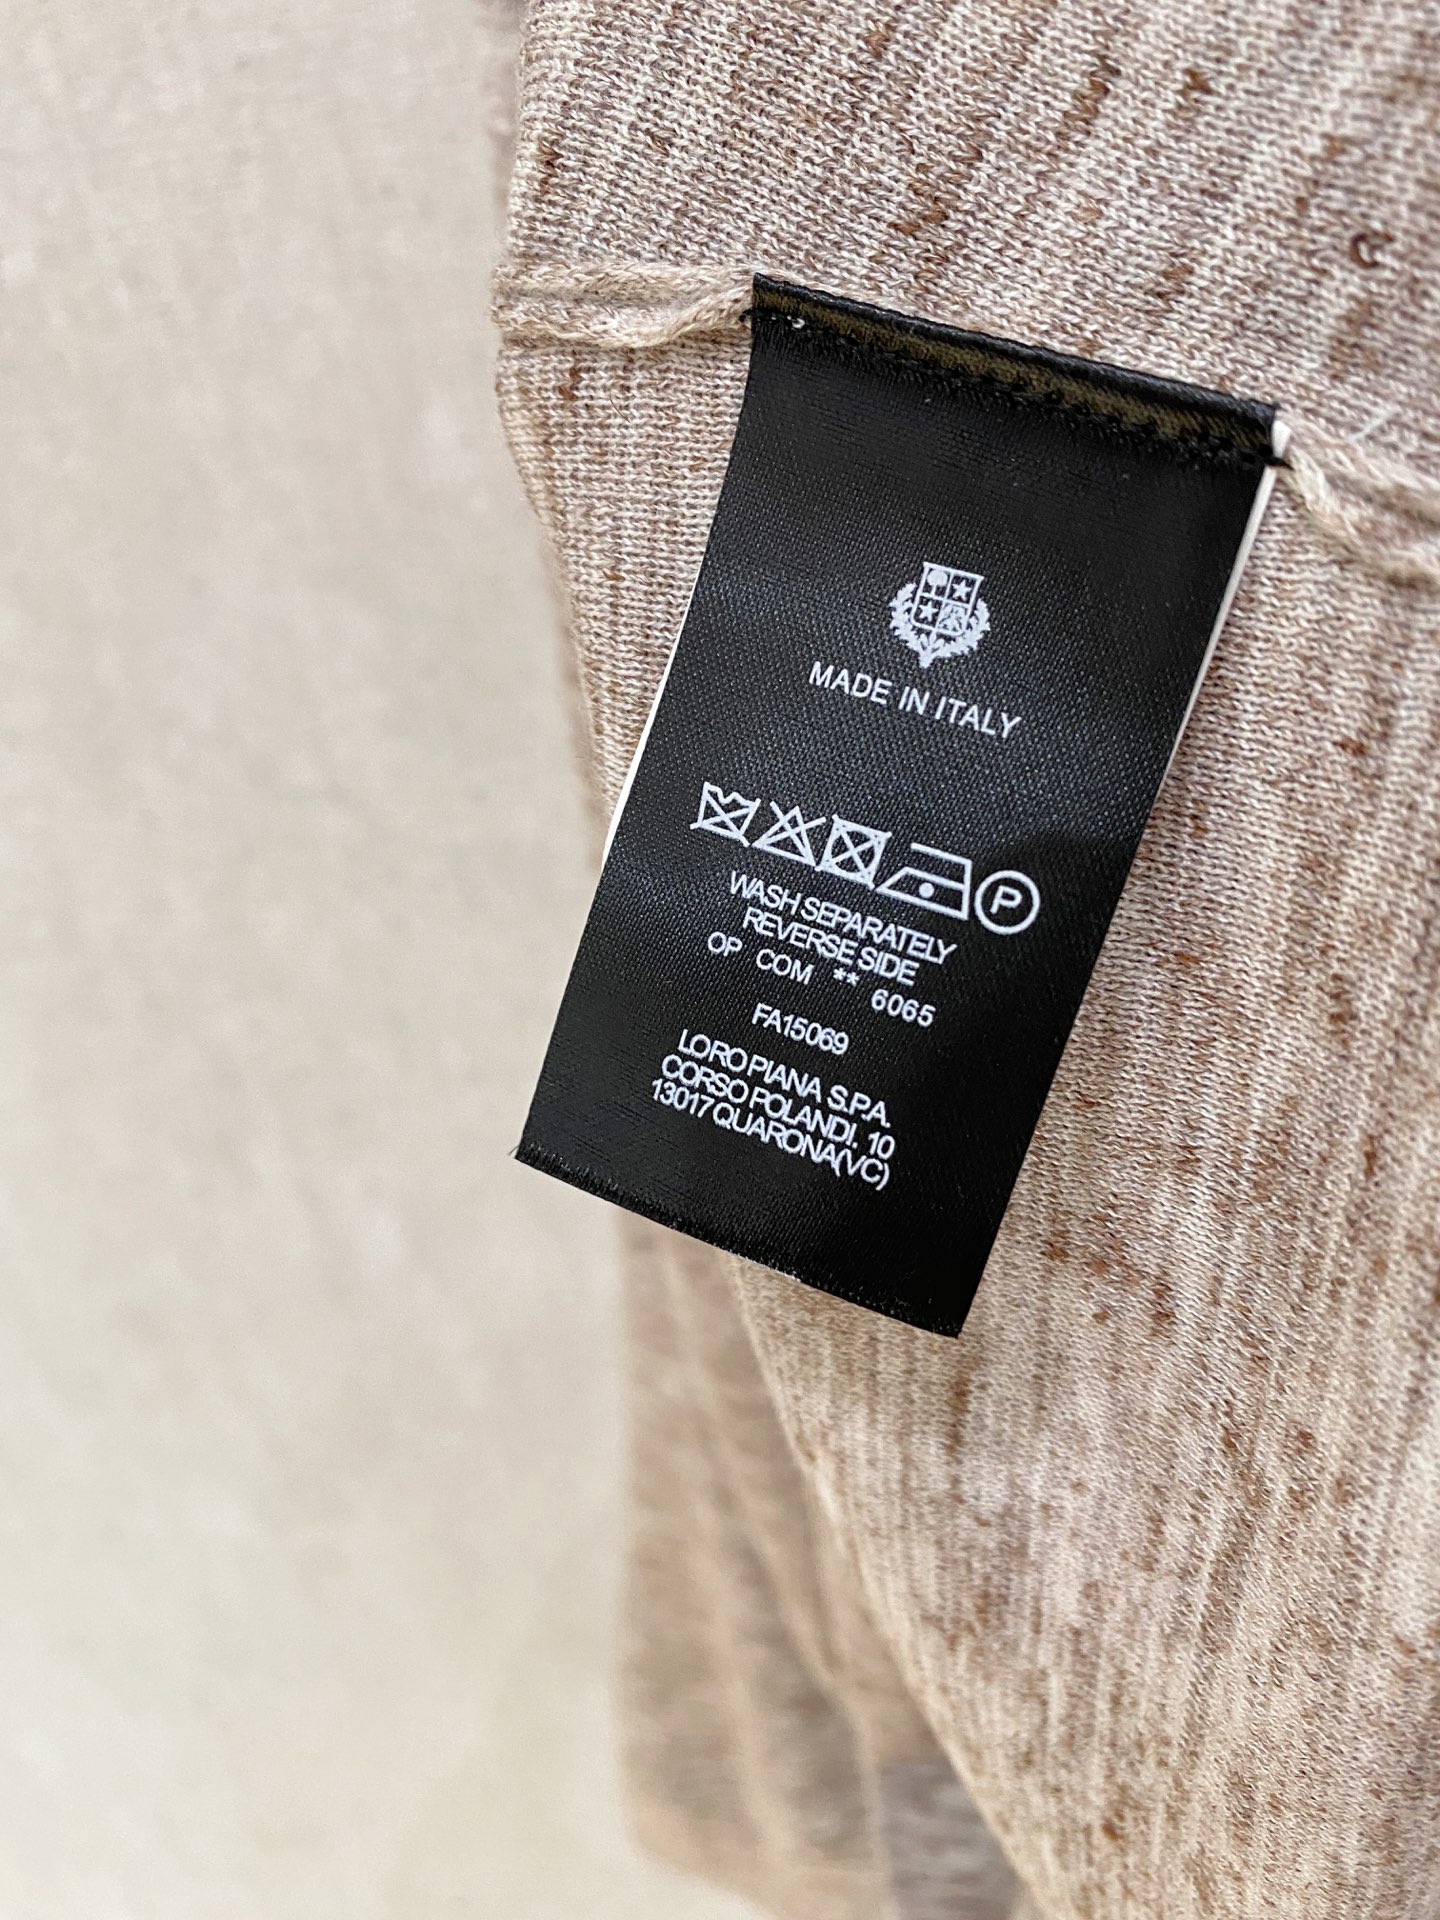 MADE IN ITALY
P
WASH SEPARATELY
REVERSE SIDE
OP COM ** 6065
FA15069
LORO PIANA S.P.A.
CORSO POLANDI. 10
13017 QUARONA(VC)